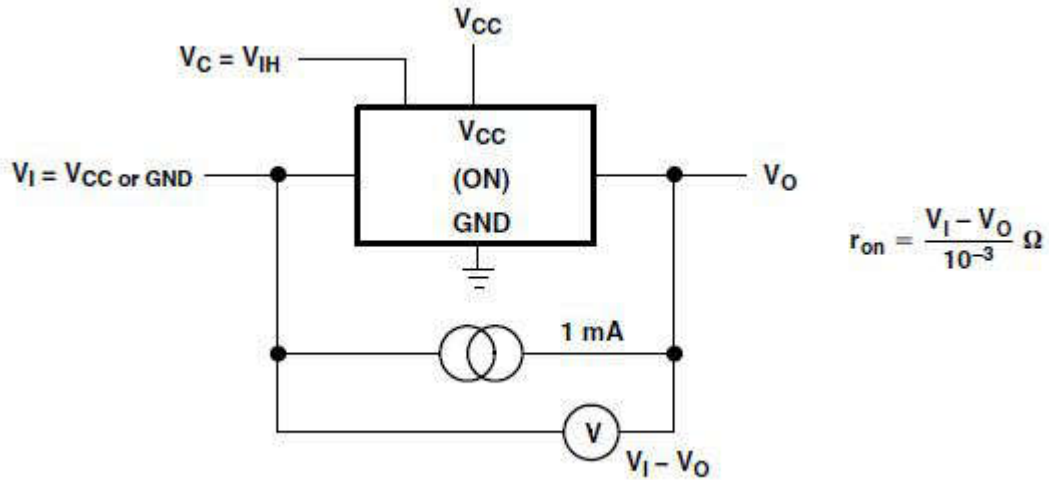 VCC
VC = VIH
VCC
VI = VCC or GND
(ON)
VO
GND
ron = VI – VO / 10–3 Ω
1 mA
V
VI – VO